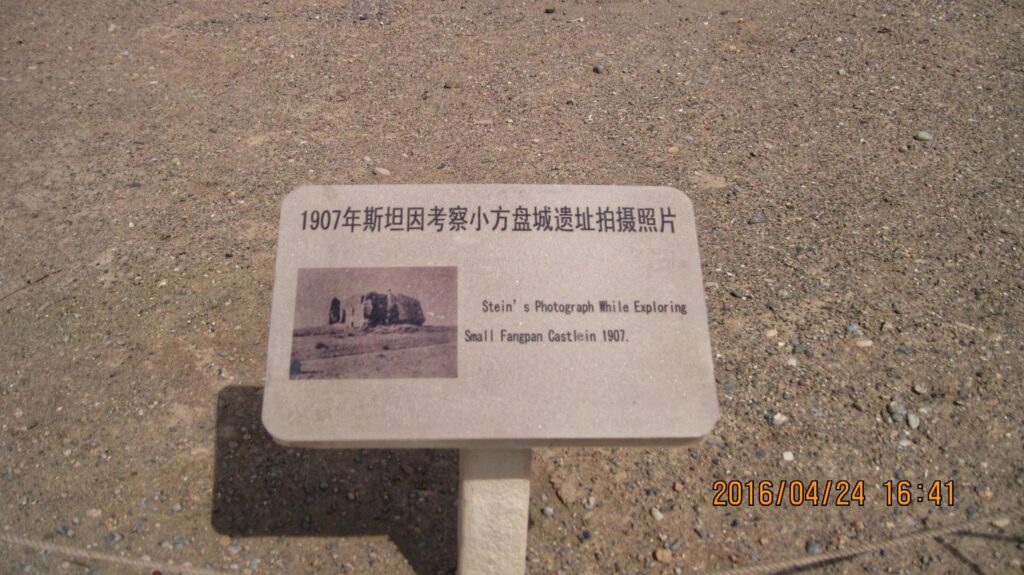 1907年斯坦因考察小方盘城遗址拍摄照片
Stein's Photograph While Exploring
Small Fangpan Castlein 1907.
2016/04/24 16:41